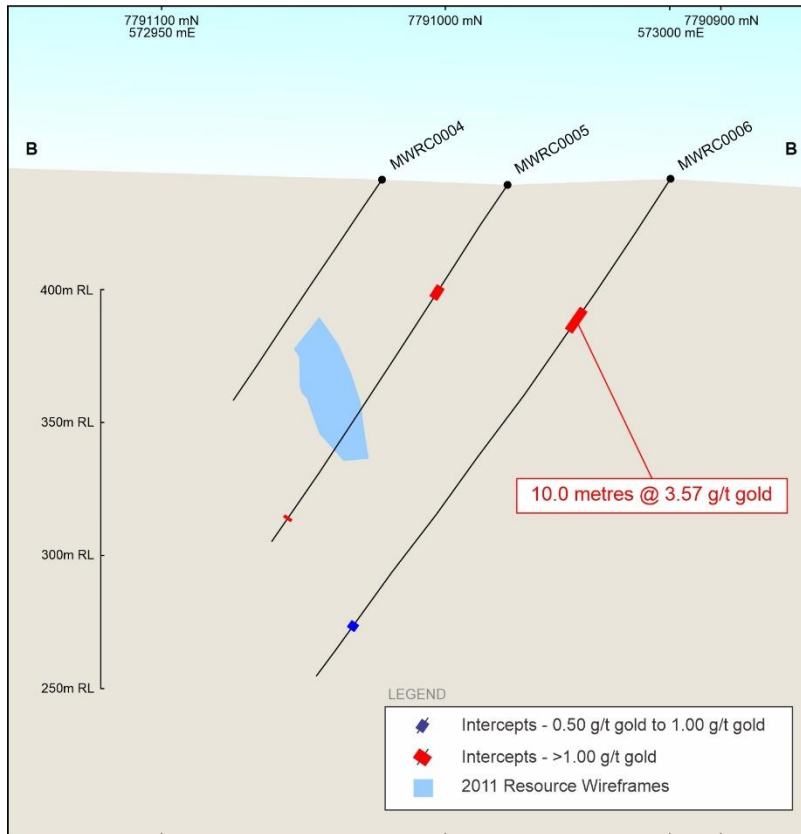 7791100 mN 7791000 mN 7790900 mN
572950 mE 573000 mE
B B
MWRC0004 MWRC0005 MWRC0006
400m RL
350m RL
10.0 metres @ 3.57 g/t gold
300m RL
250m RL
LEGEND
Intercepts - 0.50 g/t gold to 1.00 g/t gold
Intercepts - >1.00 g/t gold
2011 Resource Wireframes